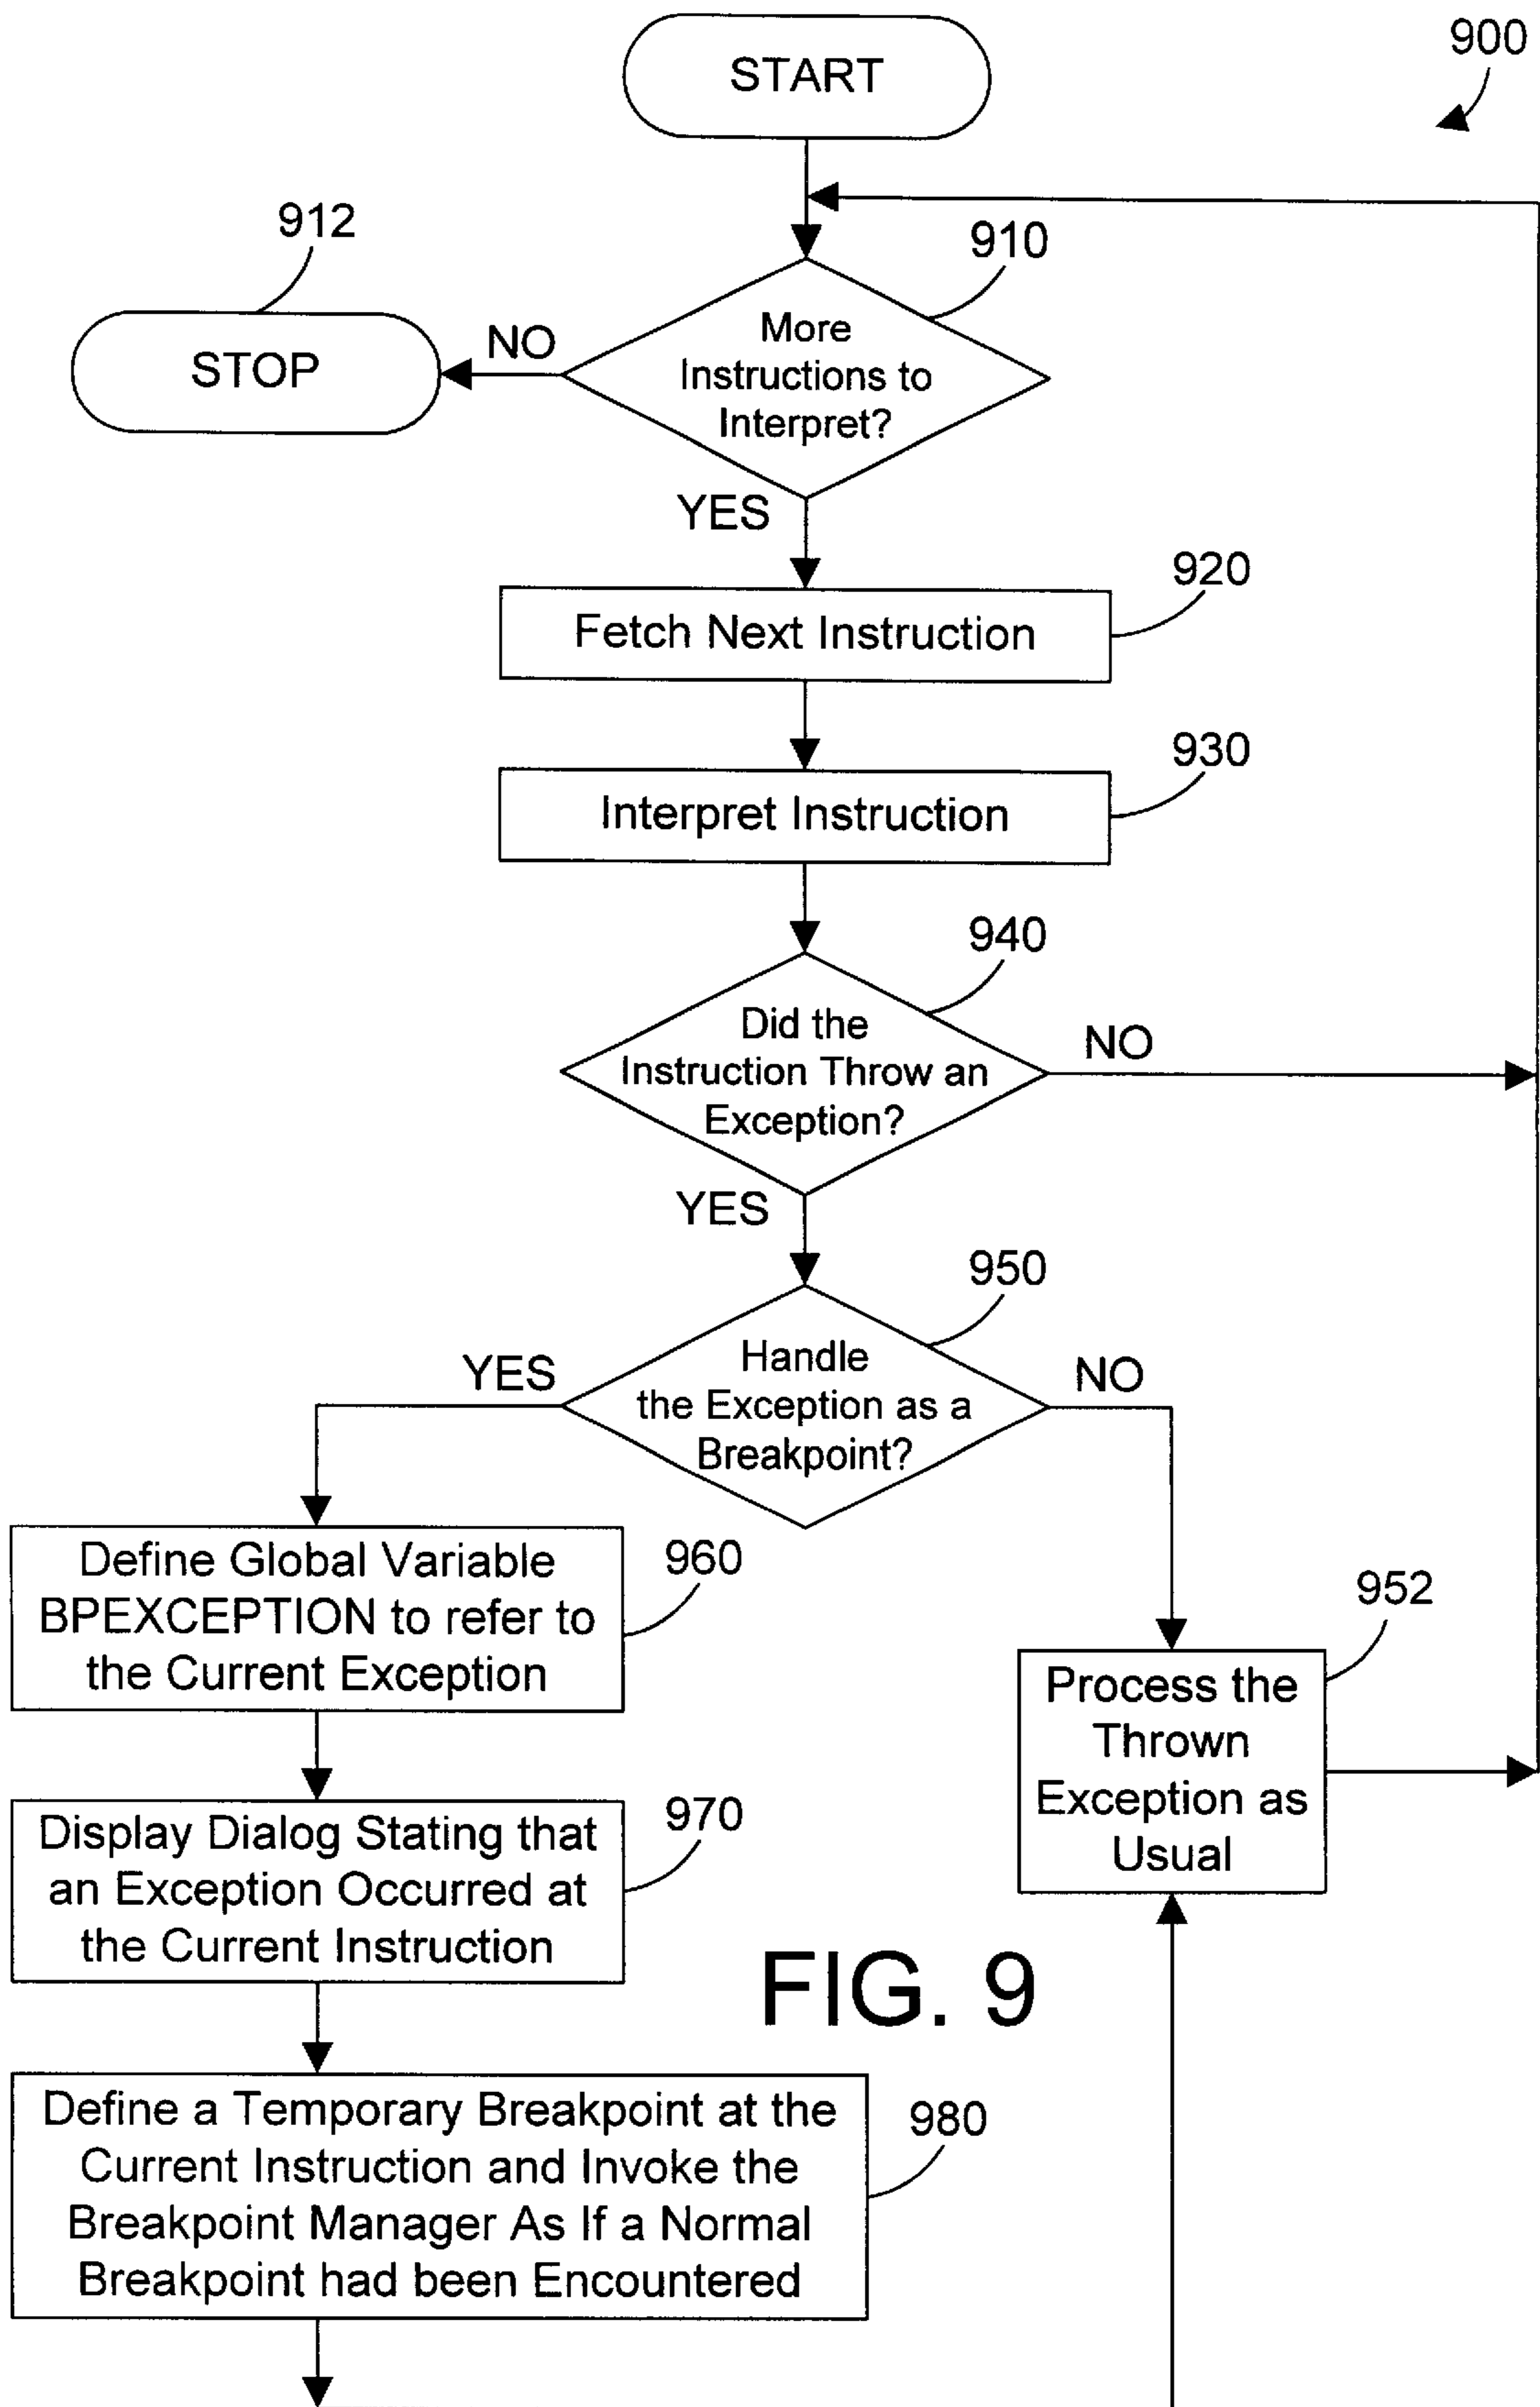 START
900
912
910
STOP
NO
More
Instructions to
Interpret?
YES
920
Fetch Next Instruction
930
Interpret Instruction
940
Did the
Instruction Throw an
Exception?
NO
YES
950
YES
Handle
the Exception as a
Breakpoint?
NO
Define Global Variable
BPEXCEPTION to refer to
the Current Exception
960
952
Process the
Thrown
Exception as
Usual
Display Dialog Stating that
an Exception Occurred at
the Current Instruction
970
FIG. 9
Define a Temporary Breakpoint at the
Current Instruction and Invoke the
Breakpoint Manager As If a Normal
Breakpoint had been Encountered
980